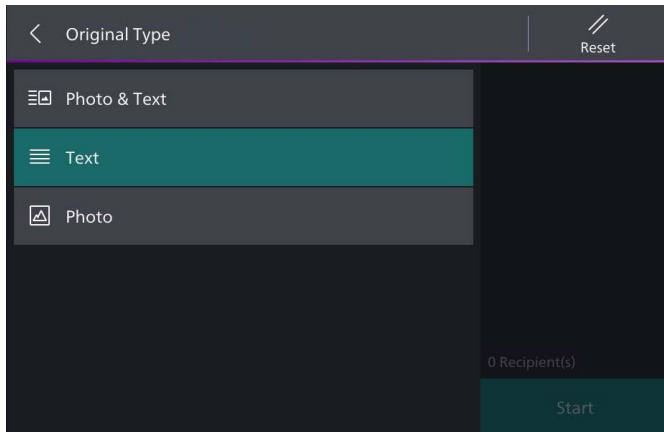 Original Type
Reset
Photo & Text
Text
Photo
0 Recipient(s)
Start